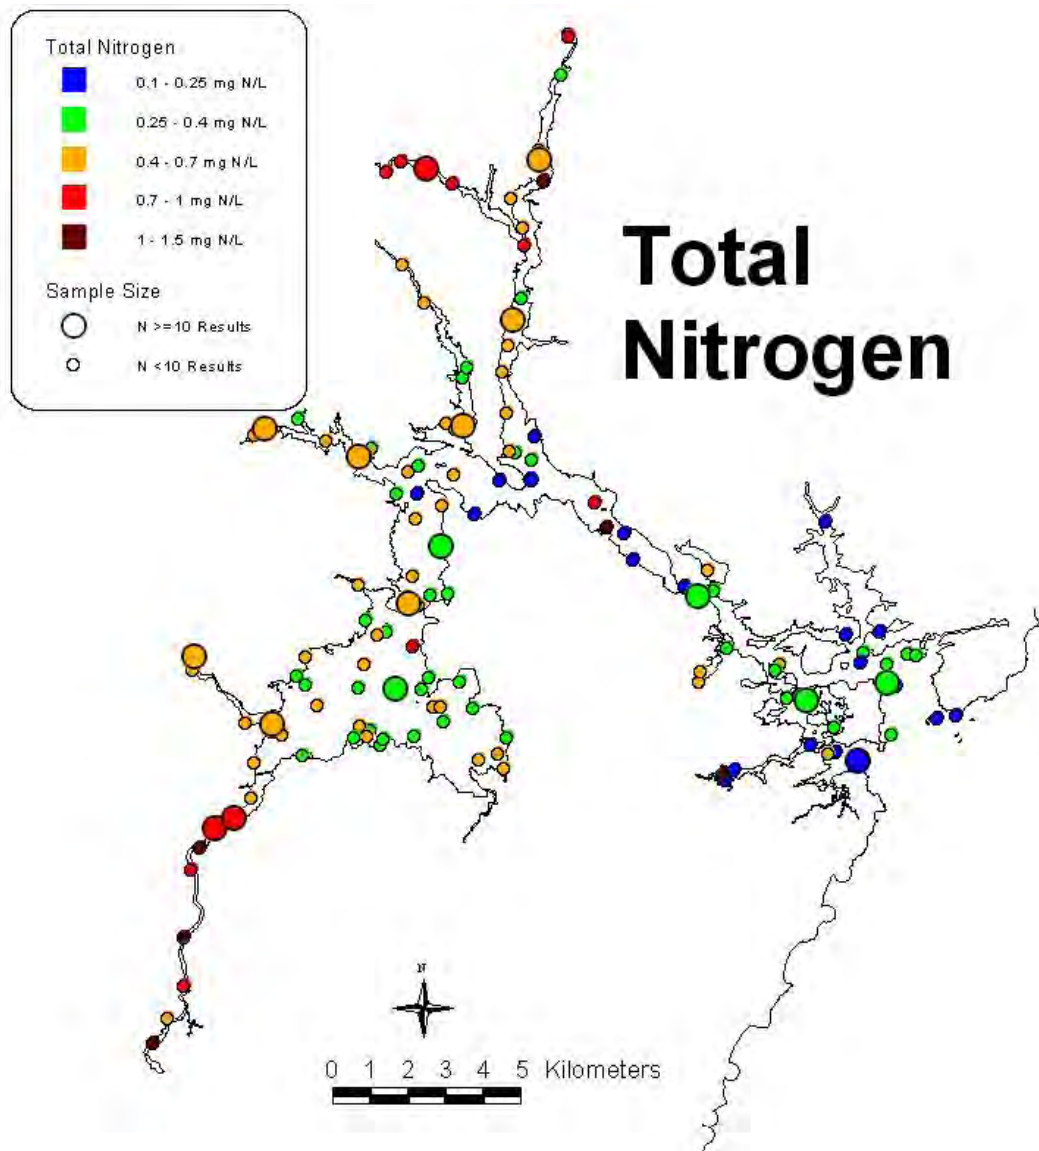 Total Nitrogen
0.1 - 0.25 mg N/L
0.25 - 0.4 mg N/L
0.4 - 0.7 mg N/L
0.7 - 1 mg N/L
1 - 1.5 mg N/L
Sample Size
N >=10 Results
N <10 Results
Total
Nitrogen
N
0 1 2 3 4 5 Kilometers